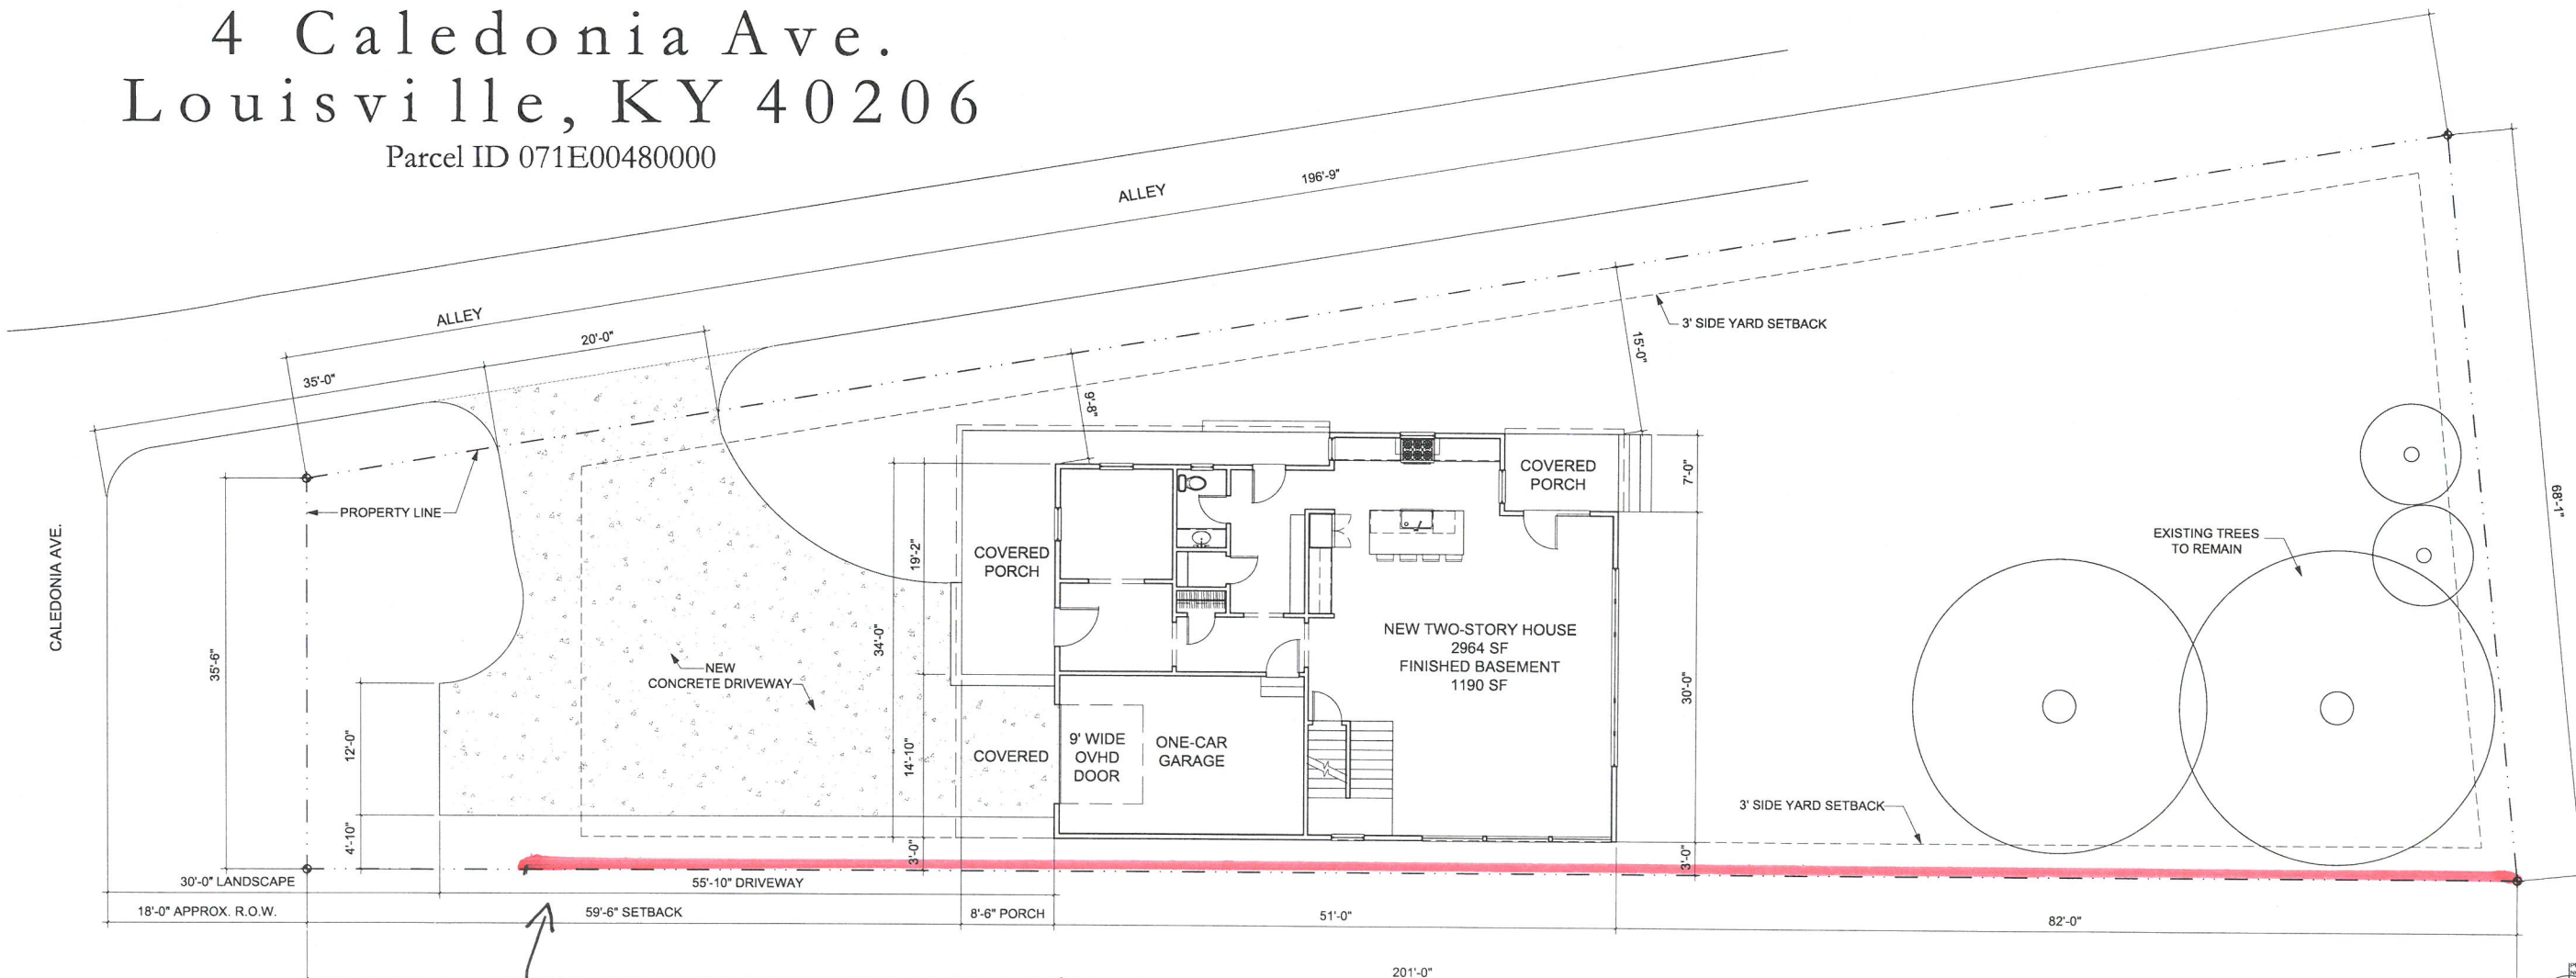 4 Caledonia Ave.
Louisville, KY 40206
Parcel ID 071E00480000
ALLEY
196'-9"
ALLEY
20'-0"
35'-0"
3' SIDE YARD SETBACK
15'-0"
9'-8"
PROPERTY LINE
CALEDONIA AVE.
35'-6"
COVERED
PORCH
COVERED
PORCH
7'-0"
68'-1"
EXISTING TREES
TO REMAIN
19'-2"
34'-0"
NEW
CONCRETE DRIVEWAY
NEW TWO-STORY HOUSE
2964 SF
FINISHED BASEMENT
1190 SF
30'-0"
12'-0"
14'-10"
COVERED
9' WIDE
OVHD
DOOR
ONE-CAR
GARAGE
3' SIDE YARD SETBACK
4'-10"
3'-0"
3'-0"
30'-0" LANDSCAPE
55'-10" DRIVEWAY
18'-0" APPROX. R.O.W.
59'-6" SETBACK
8'-6" PORCH
51'-0"
82'-0"
201'-0"